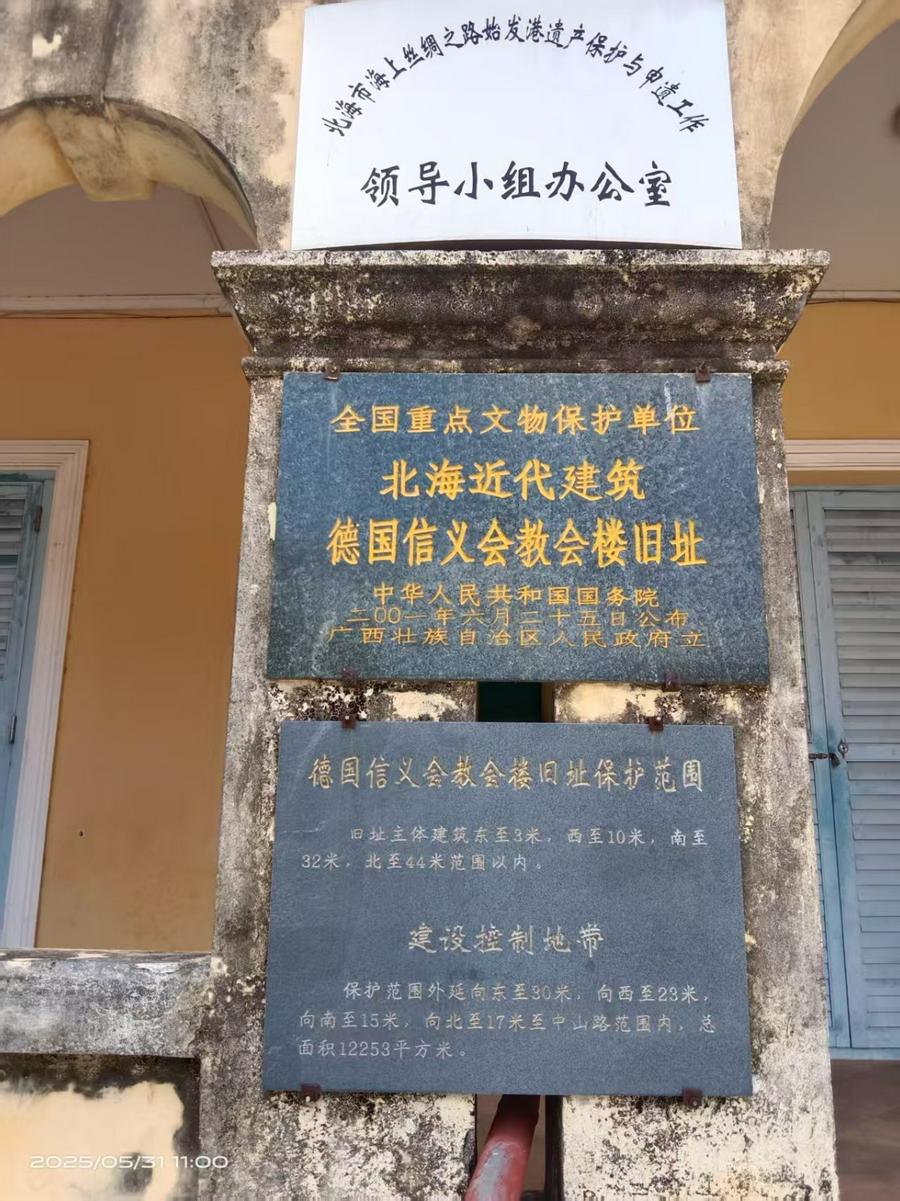 北海市海上丝绸之路始发港遗产保护与申遗工作
领导小组办公室
全国重点文物保护单位
北海近代建筑
德国信义会教会楼旧址
中华人民共和国国务院
二00一年六月二十五日公布
广西壮族自治区人民政府立
德国信义会教会楼旧址保护范围
旧址主体建筑东至3米，西至10米，南至
32米，北至44米范围以内。
建设控制地带
保护范围外延向东至30米，向西至23米，
向南至15米，向北至17米至中山路范围内，总
面积12253平方米。
2025/05/31 11:00